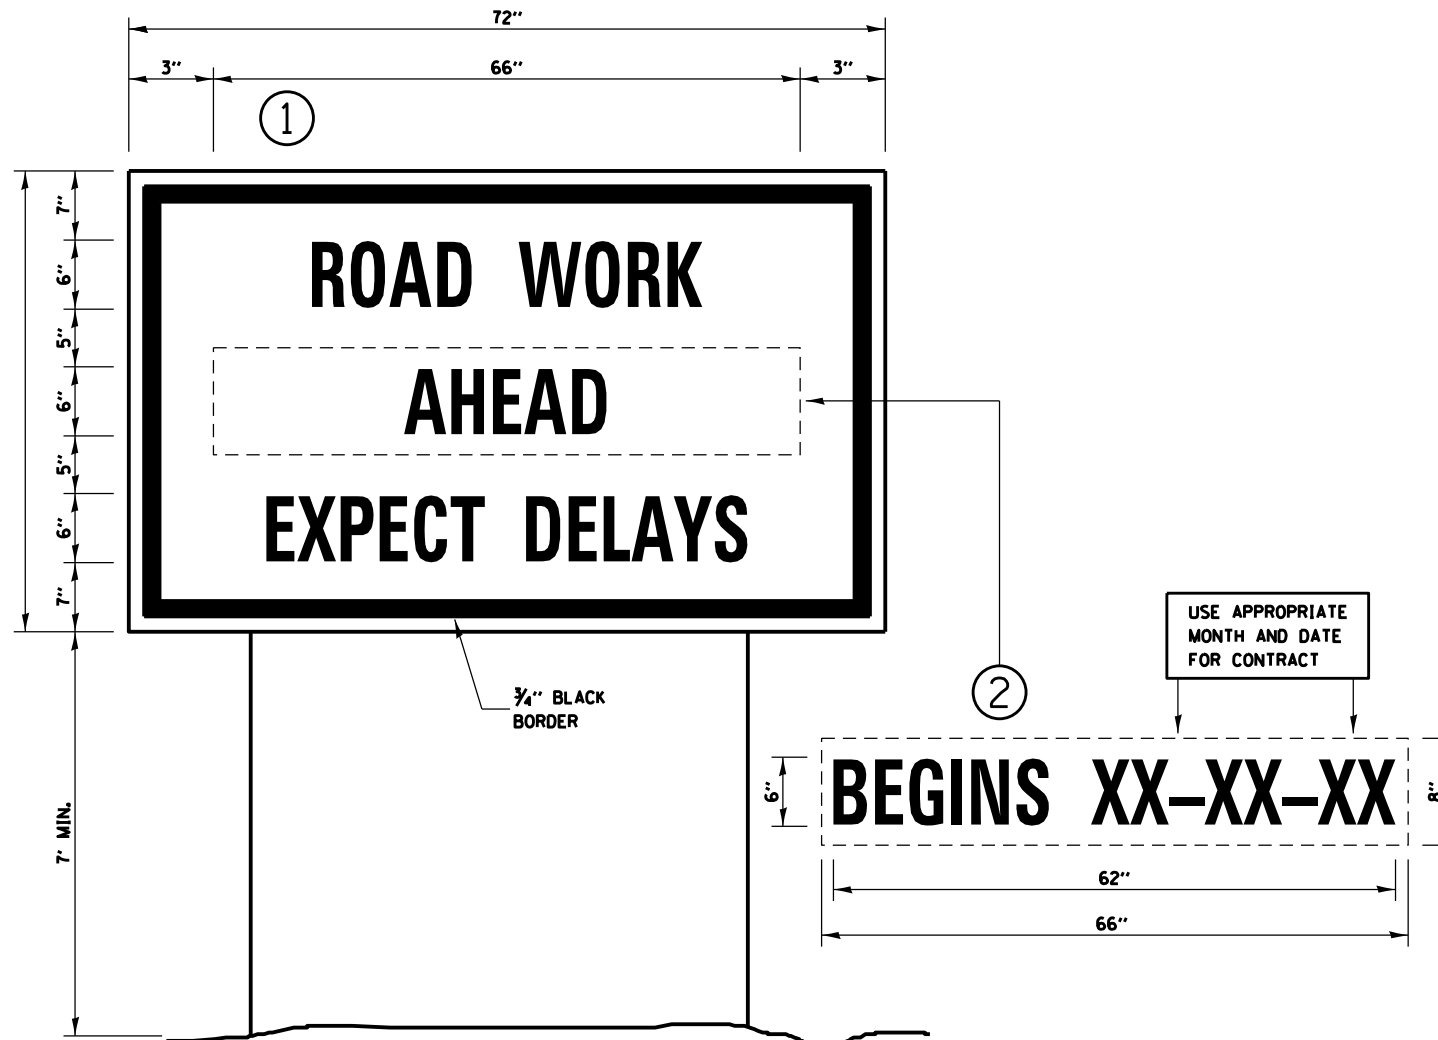 72"
3" 66" 3"
1
7"
6"
5"
6"
5"
6"
7"
ROAD WORK
AHEAD
EXPECT DELAYS
3/4" BLACK
BORDER
7' MIN.
2
USE APPROPRIATE
MONTH AND DATE
FOR CONTRACT
6"
BEGINS XX-XX-XX
8"
62"
66"